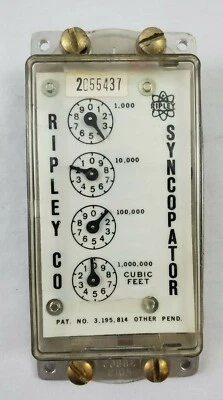 2C55437
RIPLEY
1,000
10,000
100,000
1,000,000
CUBIC
FEET
RIPLEY CO
SYNCOPATOR
PAT. NO. 3,195,814 OTHER PEND.